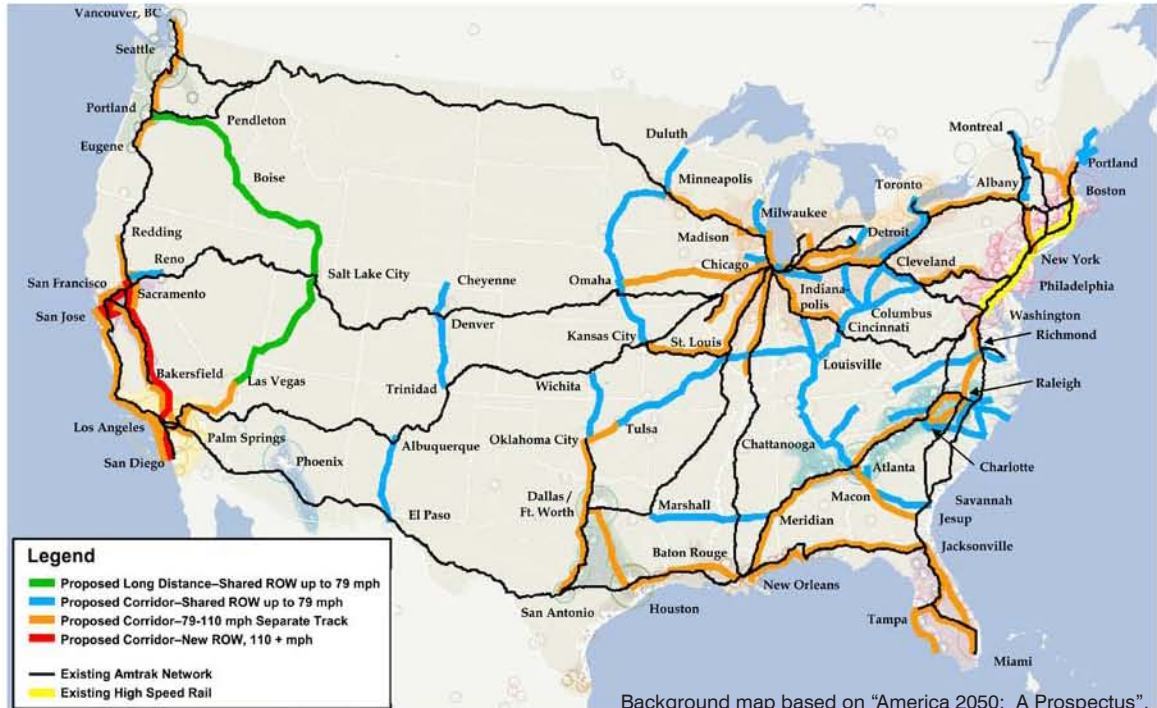 Vancouver, BC
Seattle
Portland
Pendleton
Eugene
Boise
Redding
Reno
San Francisco
Sacramento
San Jose
Salt Lake City
Bakersfield
Las Vegas
Los Angeles
Palm Springs
San Diego
Phoenix
Cheyenne
Denver
Trinidad
Albuquerque
El Paso
Duluth
Minneapolis
Milwaukee
Madison
Chicago
Omaha
Kansas City
St. Louis
Wichita
Oklahoma City
Tulsa
Dallas /
Ft. Worth
San Antonio
Houston
Marshall
Baton Rouge
New Orleans
Meridian
Montreal
Toronto
Albany
Portland
Boston
Detroit
Cleveland
New York
Philadelphia
Indiana-
polis
Columbus
Cincinnati
Washington
Richmond
Louisville
Raleigh
Chattanooga
Atlanta
Charlotte
Macon
Savannah
Jesup
Jacksonville
Tampa
Miami
Legend
Proposed Long Distance–Shared ROW up to 79 mph
Proposed Corridor–Shared ROW up to 79 mph
Proposed Corridor–79-110 mph Separate Track
Proposed Corridor–New ROW, 110 + mph
Existing Amtrak Network
Existing High Speed Rail
Background map based on "America 2050: A Prospectus".